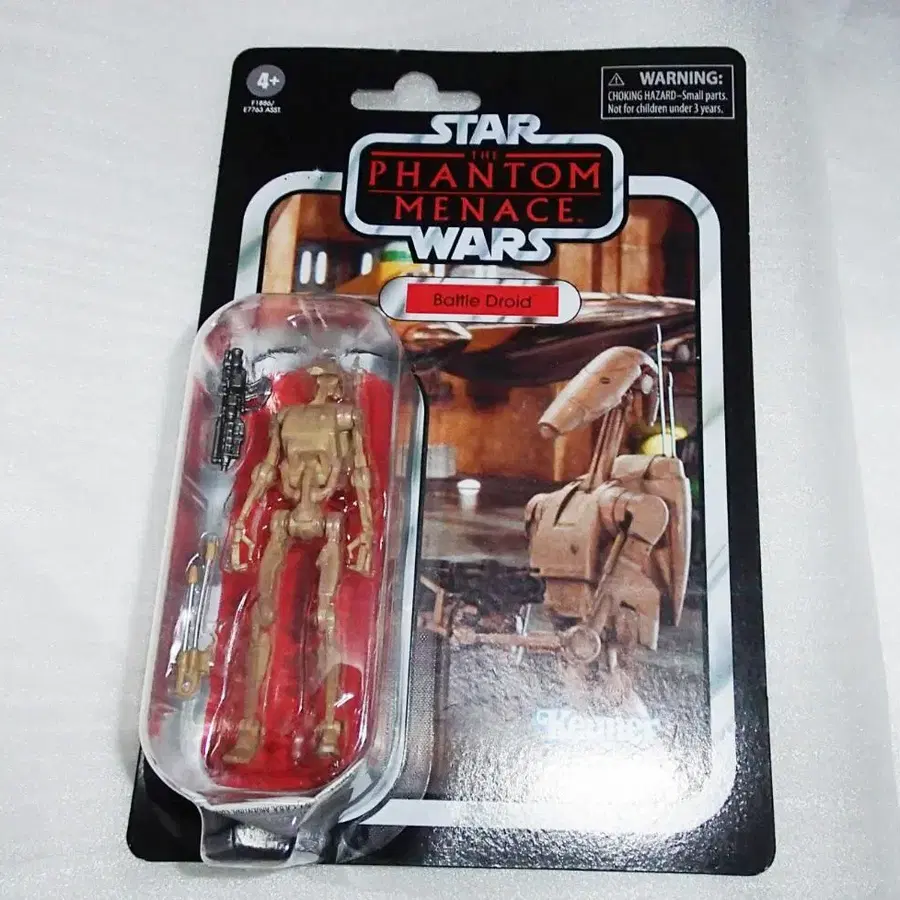 4+
F1886/
E7763 ASST.
WARNING:
CHOKING HAZARD–Small parts.
Not for children under 3 years.
STAR
THE
PHANTOM
MENACE
WARS
Battle Droid
Kenner